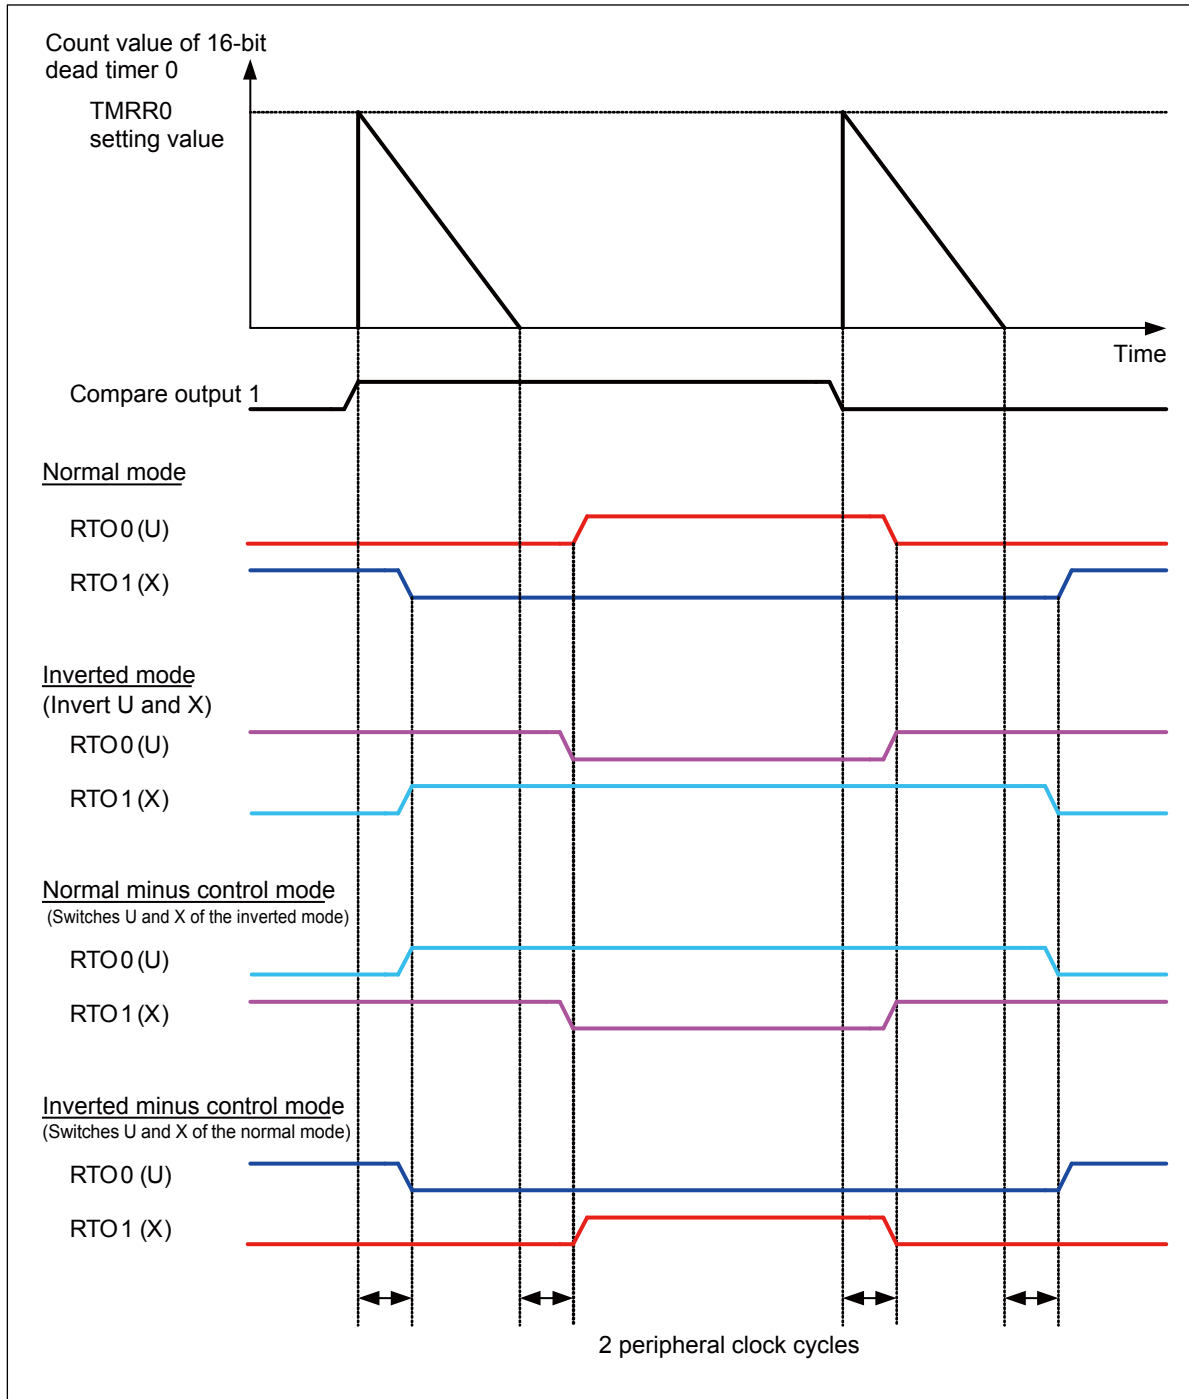 Count value of 16-bit
dead timer 0
TMRR0
setting value
Time
Compare output 1
Normal mode
RTO0 (U)
RTO1 (X)
Inverted mode
(Invert U and X)
RTO0 (U)
RTO1 (X)
Normal minus control mode
(Switches U and X of the inverted mode)
RTO0 (U)
RTO1 (X)
Inverted minus control mode
(Switches U and X of the normal mode)
RTO0 (U)
RTO1 (X)
2 peripheral clock cycles